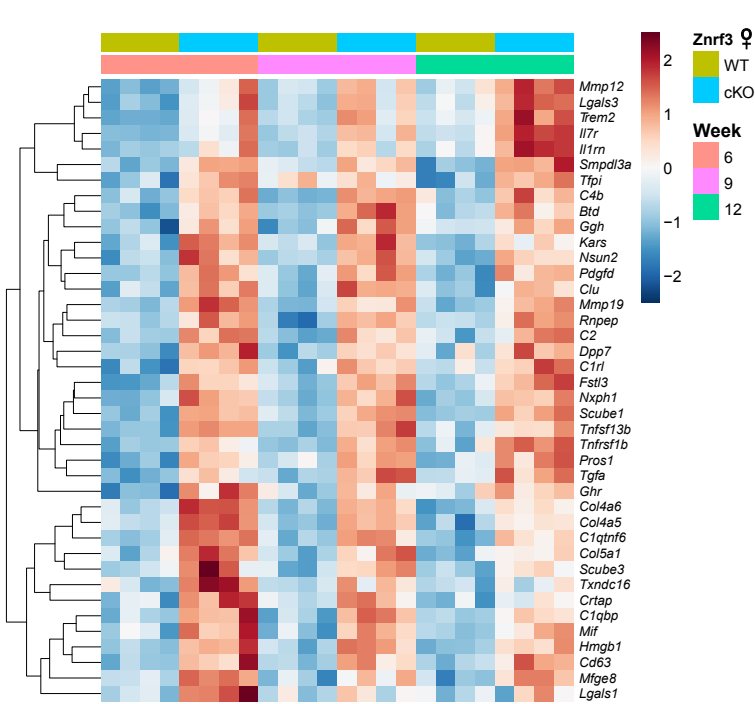 Znrf3 ♀
WT
cKO
Week
6
9
12
2
1
0
−1
−2
Mmp12
Lgals3
Trem2
Il7r
Il1rn
Smpdl3a
Tfpi
C4b
Btd
Ggh
Kars
Nsun2
Pdgfd
Clu
Mmp19
Rnpep
C2
Dpp7
C1rl
Fstl3
Nxph1
Scube1
Tnfsf13b
Tnfrsf1b
Pros1
Tgfa
Ghr
Col4a6
Col4a5
C1qtnf6
Col5a1
Scube3
Txndc16
Crtap
C1qbp
Mif
Hmgb1
Cd63
Mfge8
Lgals1